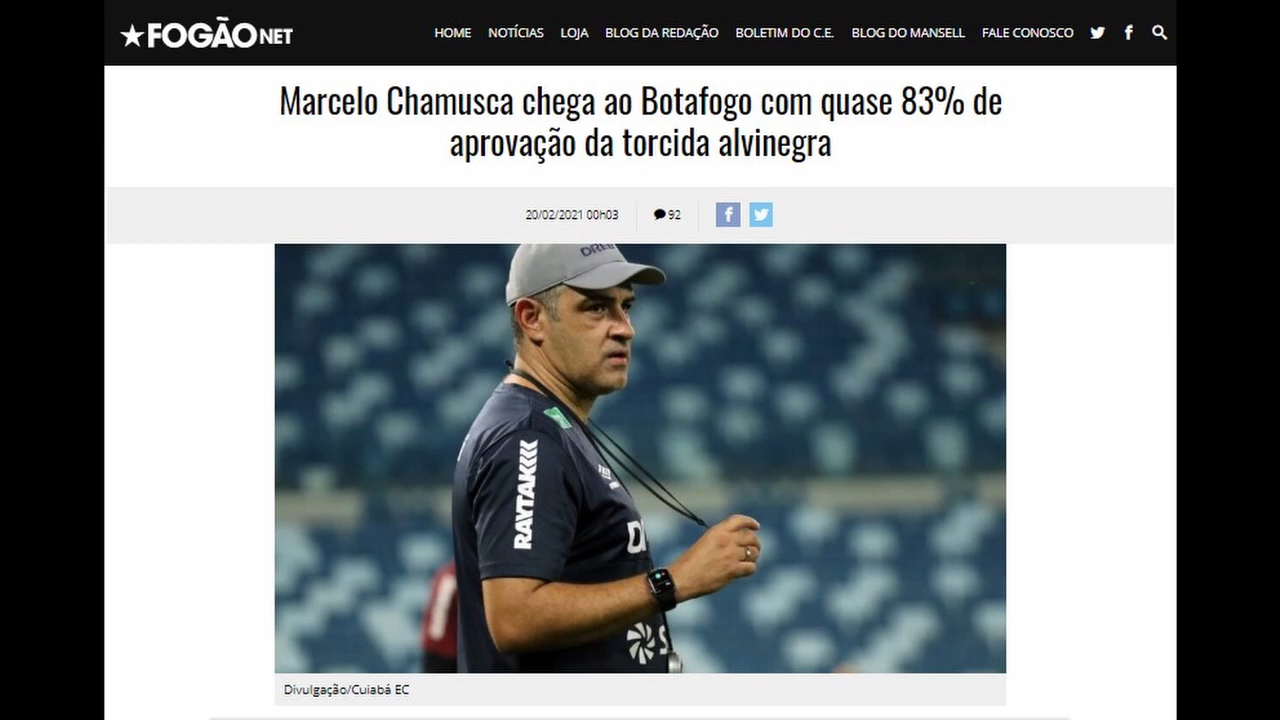 FOGÃONET
HOME NOTÍCIAS LOJA BLOG DA REDAÇÃO BOLETIM DO C.E. BLOG DO MANSELL FALE CONOSCO
Marcelo Chamusca chega ao Botafogo com quase 83% de
aprovação da torcida alvinegra
20/02/2021 00h03 92
RAYTAK
Divulgação/Cuiabá EC